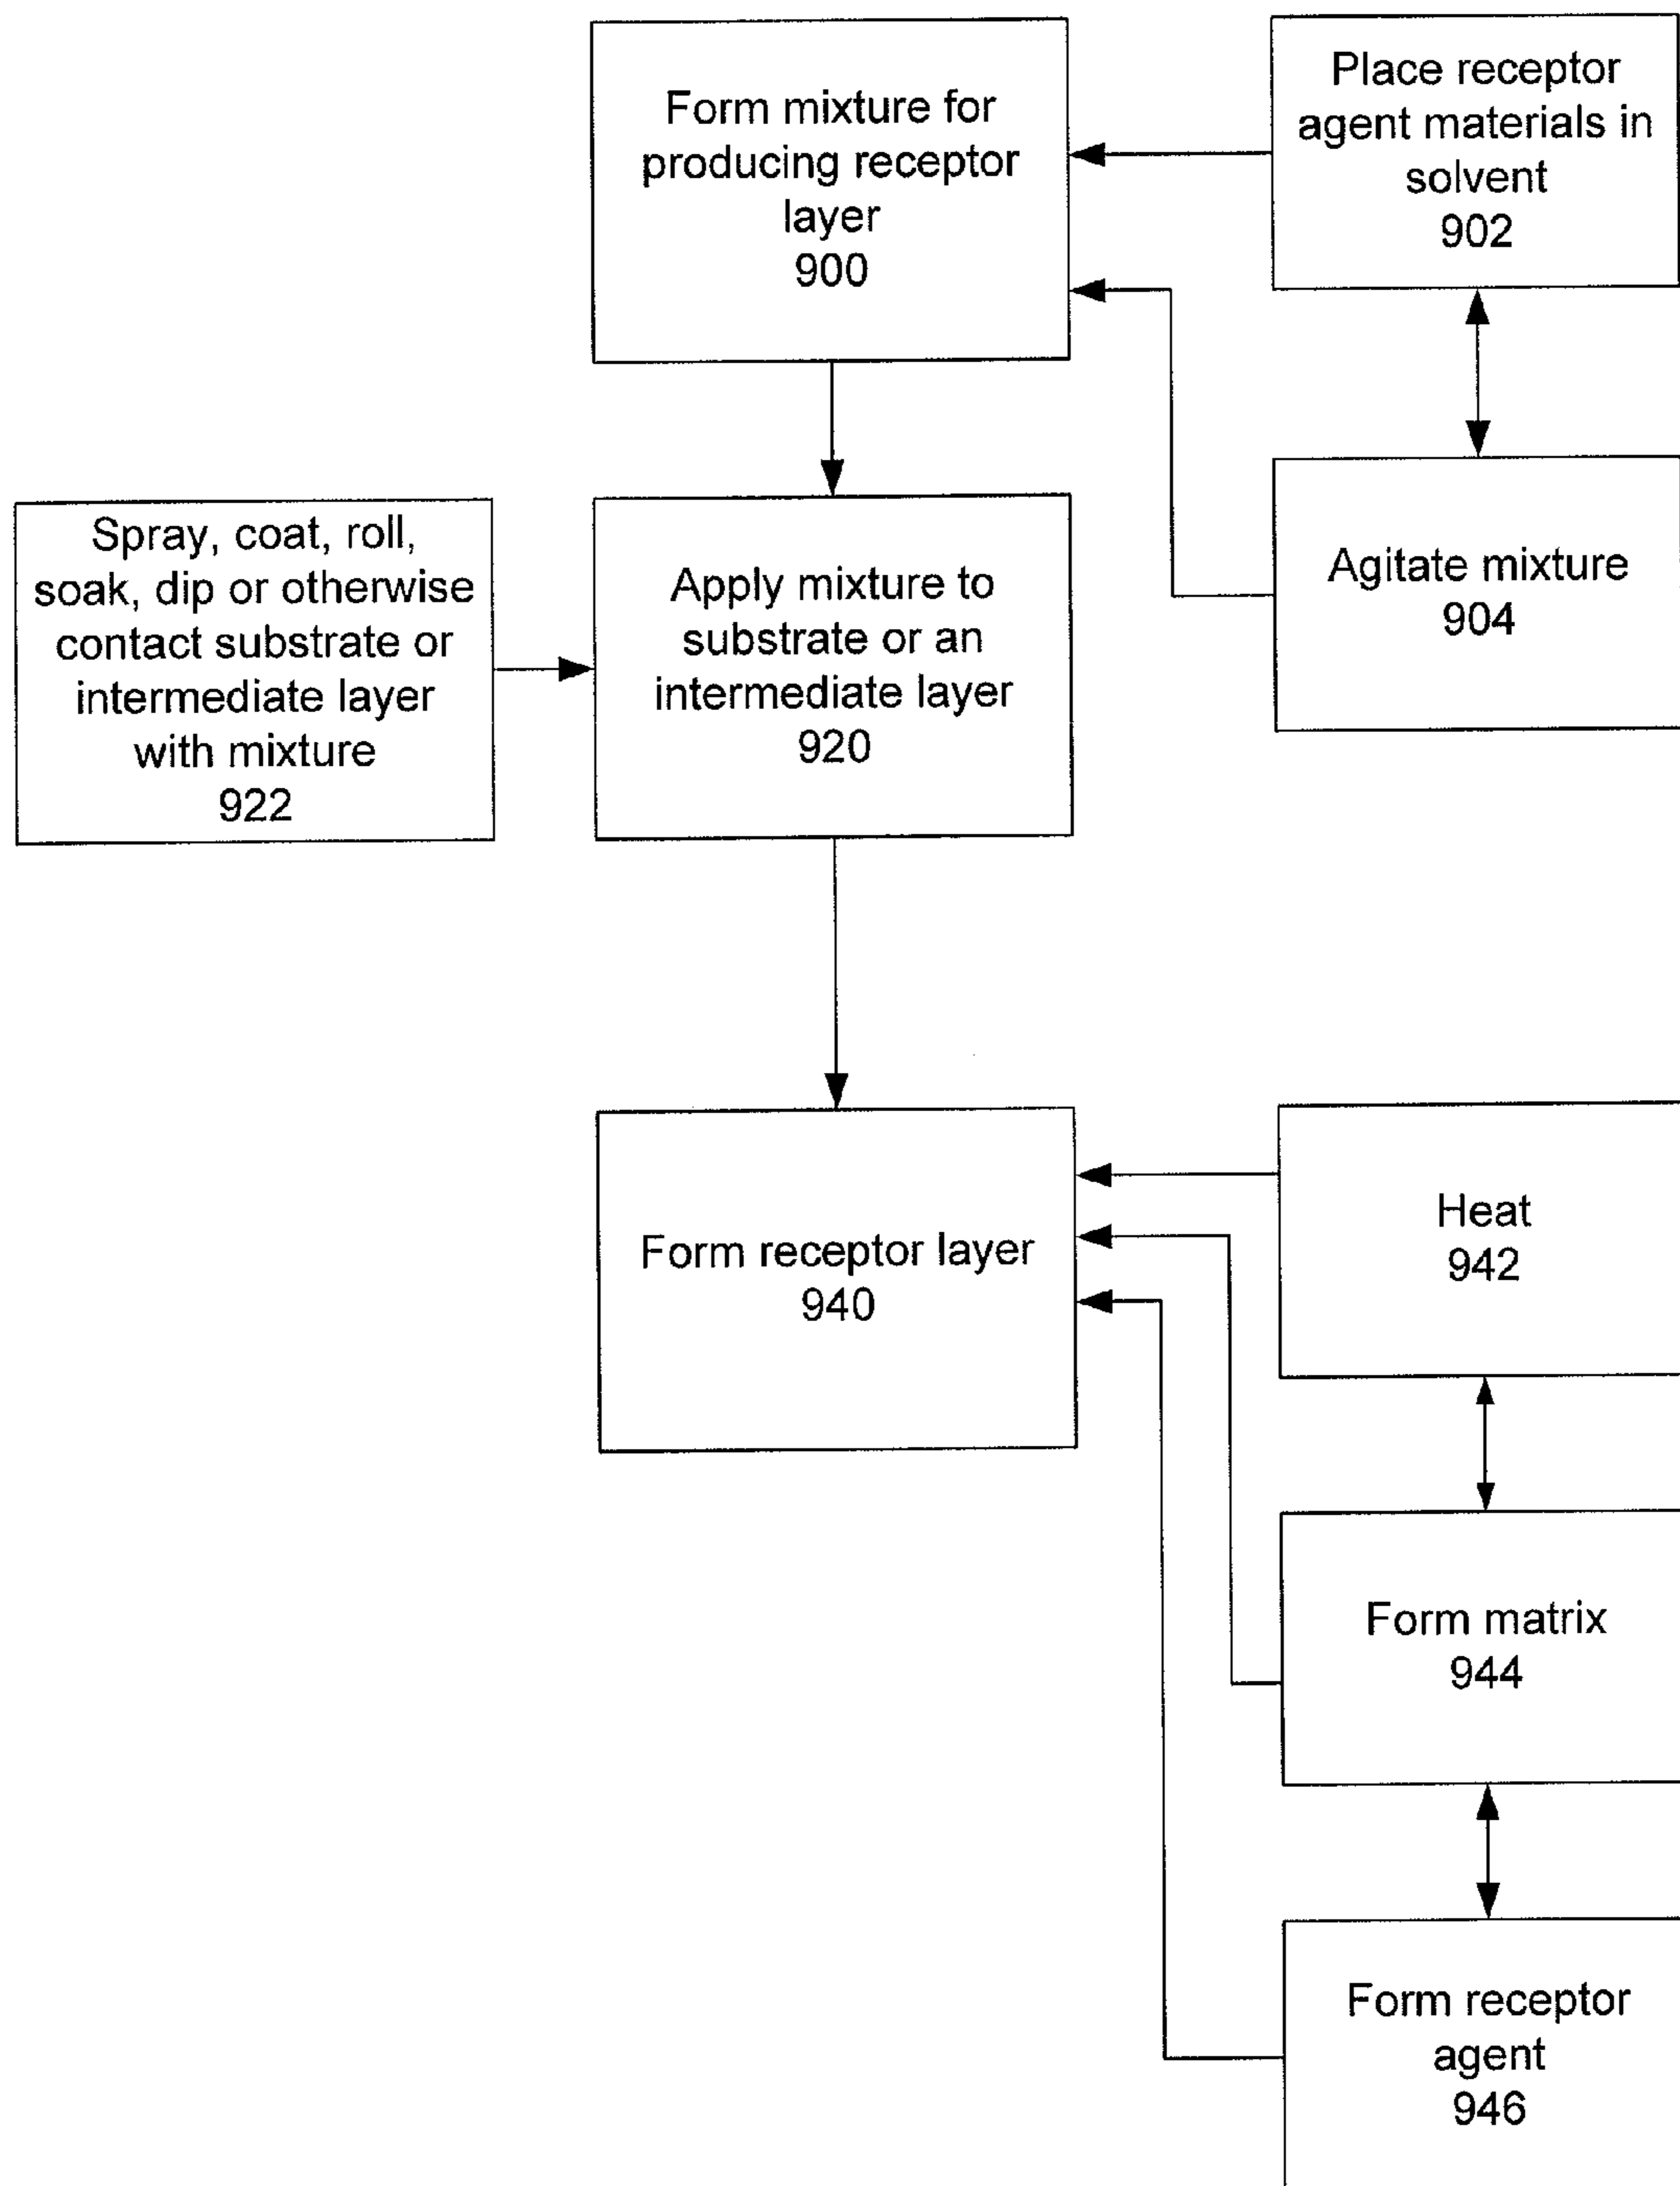 Form mixture for
producing receptor
layer
900
Place receptor
agent materials in
solvent
902
Spray, coat, roll,
soak, dip or otherwise
contact substrate or
intermediate layer
with mixture
922
Apply mixture to
substrate or an
intermediate layer
920
Agitate mixture
904
Form receptor layer
940
Heat
942
Form matrix
944
Form receptor
agent
946